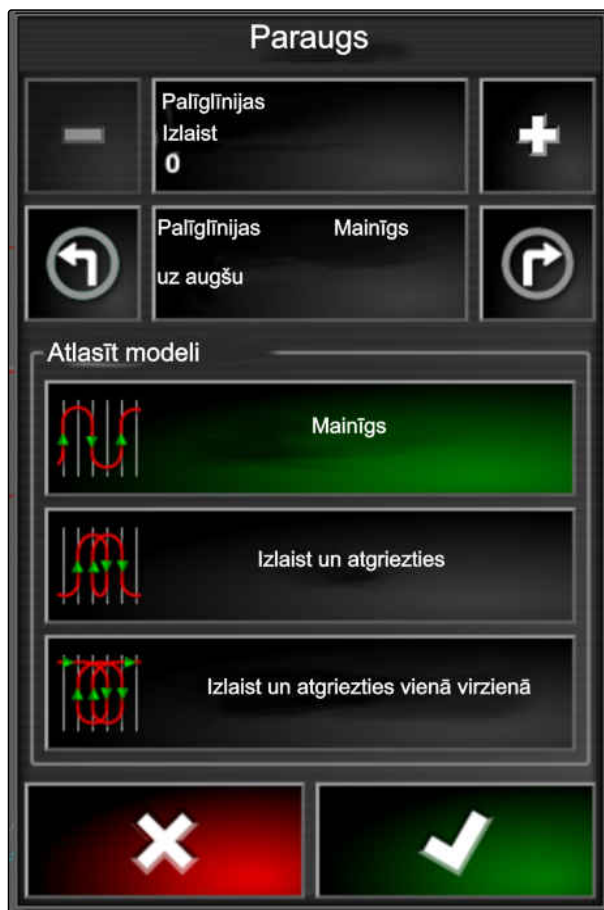 Paraugs
Palīglīnijas
Izlaist
0
Palīglīnijas Mainīgs
uz augšu
Atlasīt modeli
Mainīgs
Izlaist un atgriezties
Izlaist un atgriezties vienā virzienā